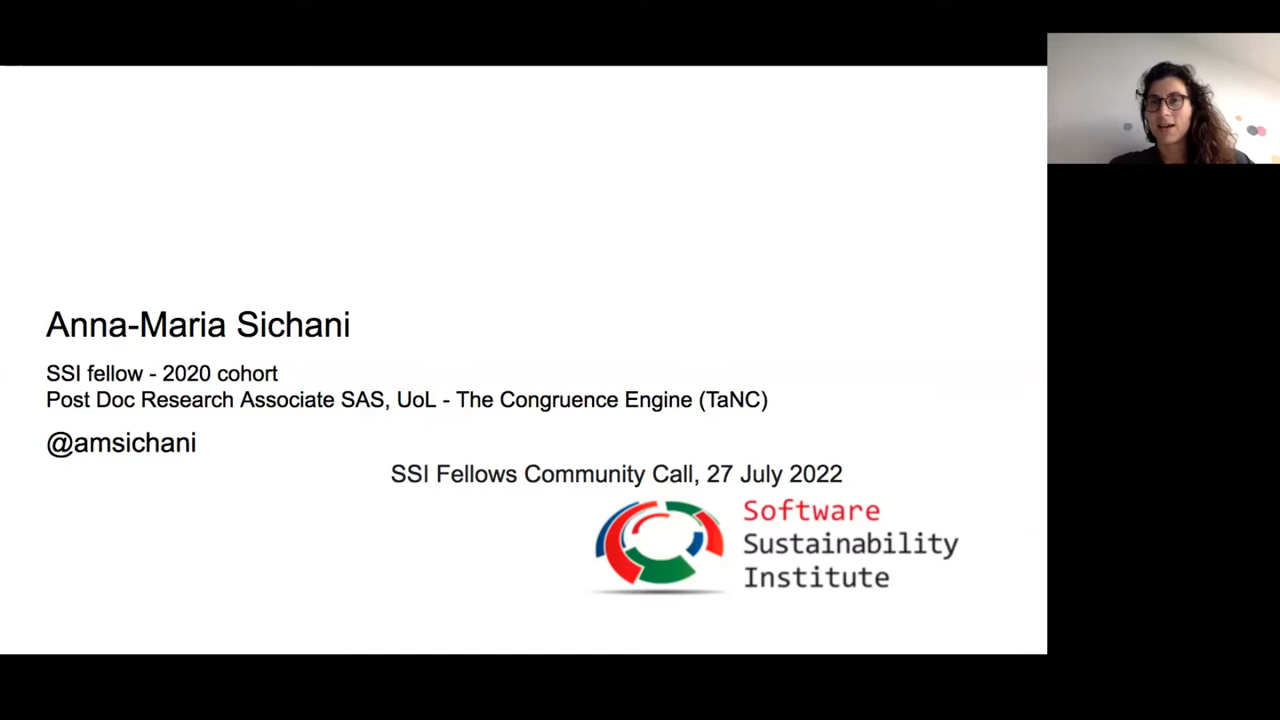 Anna-Maria Sichani
SSI fellow - 2020 cohort
Post Doc Research Associate SAS, UoL - The Congruence Engine (TaNC)
@amsichani
SSI Fellows Community Call, 27 July 2022
Software
Sustainability
Institute